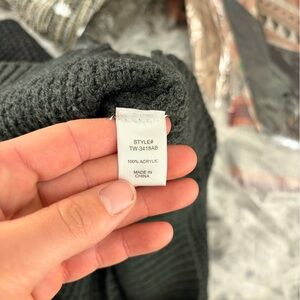 STYLE#
TW-3418AB
100% ACRYLIC
MADE IN
CHINA